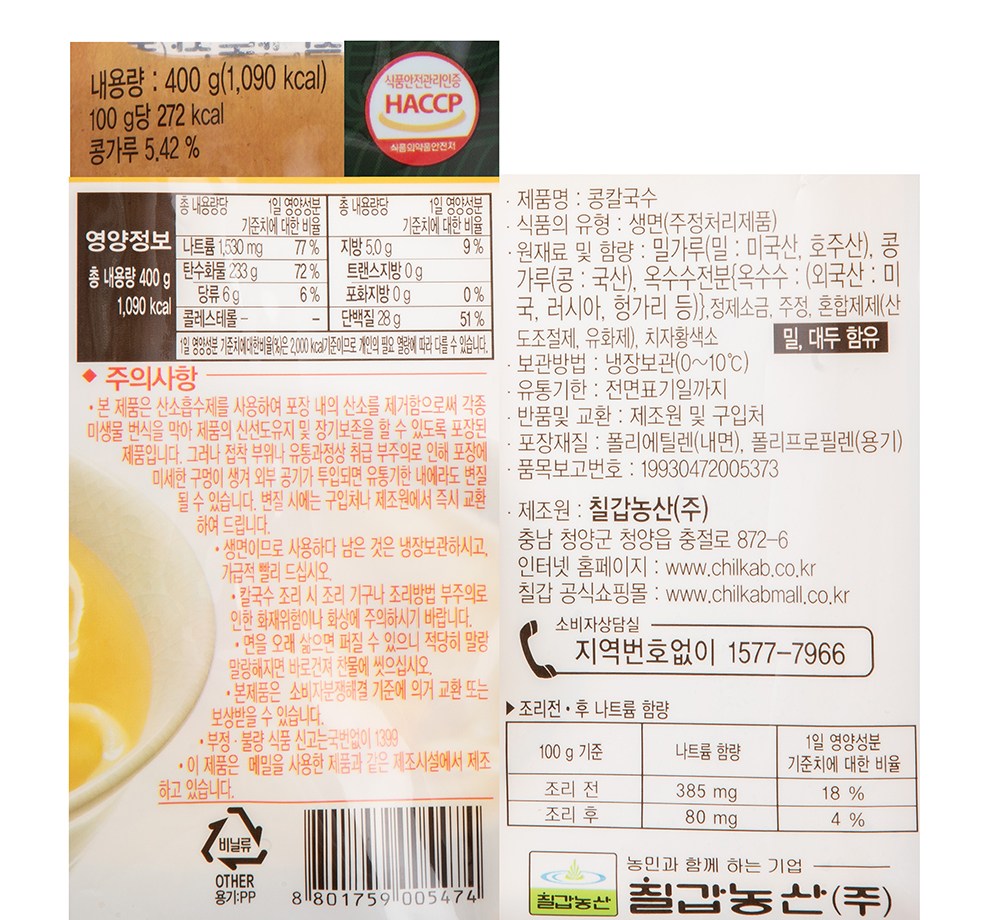 내용량 : 400 g(1,090 kcal)
100 g당 272 kcal
콩가루 5.42 %
식품안전관리인증
HACCP
식품의약품안전처
영양정보
총 내용량 400 g
1,090 kcal
총 내용량당 1일 영양성분 기준치에 대한 비율 총 내용량당 1일 영양성분 기준치에 대한 비율
나트륨 1,530 mg 77 % 지방 5.0 g 9 %
탄수화물 233 g 72 % 트랜스지방 0 g
당류 6 g 6 % 포화지방 0 g 0 %
콜레스테롤 – – 단백질 28 g 51 %
1일 영양성분 기준치에대한비율(%)은 2,000 kcal기준이므로 개인의 필요 열량에 따라 다를 수 있습니다.
◆ 주의사항
• 본 제품은 산소흡수제를 사용하여 포장 내의 산소를 제거함으로써 각종
미생물 번식을 막아 제품의 신선도유지 및 장기보존을 할 수 있도록 포장된
제품입니다. 그러나 접착 부위나 유통과정상 취급 부주의로 인해 포장에
미세한 구멍이 생겨 외부 공기가 투입되면 유통기한 내에라도 변질
될 수 있습니다. 변질 시에는 구입처나 제조원에서 즉시 교환
하여 드립니다.
• 생면이므로 사용하다 남은 것은 냉장보관하시고,
가급적 빨리 드십시오.
• 칼국수 조리 시 조리 기구나 조리방법 부주의로
인한 화재위험이나 화상에 주의하시기 바랍니다.
• 면을 오래 삶으면 퍼질 수 있으니 적당히 말랑
말랑해지면 바로건져 찬물에 씻으십시오.
• 본제품은 소비자분쟁해결 기준에 의거 교환 또는
보상받을 수 있습니다.
• 부정 · 불량 식품 신고는국번없이 1399
• 이 제품은 메밀을 사용한 제품과 같은 제조시설에서 제조
하고 있습니다.
비닐류
OTHER
용기:PP
8 801759 005474
· 제품명 : 콩칼국수
· 식품의 유형 : 생면(주정처리제품)
· 원재료 및 함량 : 밀가루(밀 : 미국산, 호주산), 콩
가루(콩 : 국산), 옥수수전분{옥수수 : (외국산 : 미
국, 러시아, 헝가리 등)},정제소금, 주정, 혼합제제(산
도조절제, 유화제), 치자황색소 밀, 대두 함유
· 보관방법 : 냉장보관(0~10℃)
· 유통기한 : 전면표기일까지
· 반품및 교환 : 제조원 및 구입처
· 포장재질 : 폴리에틸렌(내면), 폴리프로필렌(용기)
· 품목보고번호 : 19930472005373
· 제조원 : 칠갑농산(주)
충남 청양군 청양읍 충절로 872-6
인터넷 홈페이지 : www.chilkab.co.kr
칠갑 공식쇼핑몰 : www.chilkabmall.co.kr
소비자상담실
지역번호없이 1577-7966
▶조리전 • 후 나트륨 함량
100 g 기준 나트륨 함량 1일 영양성분 기준치에 대한 비율
조리 전 385 mg 18 %
조리 후 80 mg 4 %
칠갑농산
농민과 함께 하는 기업
칠갑농산(주)